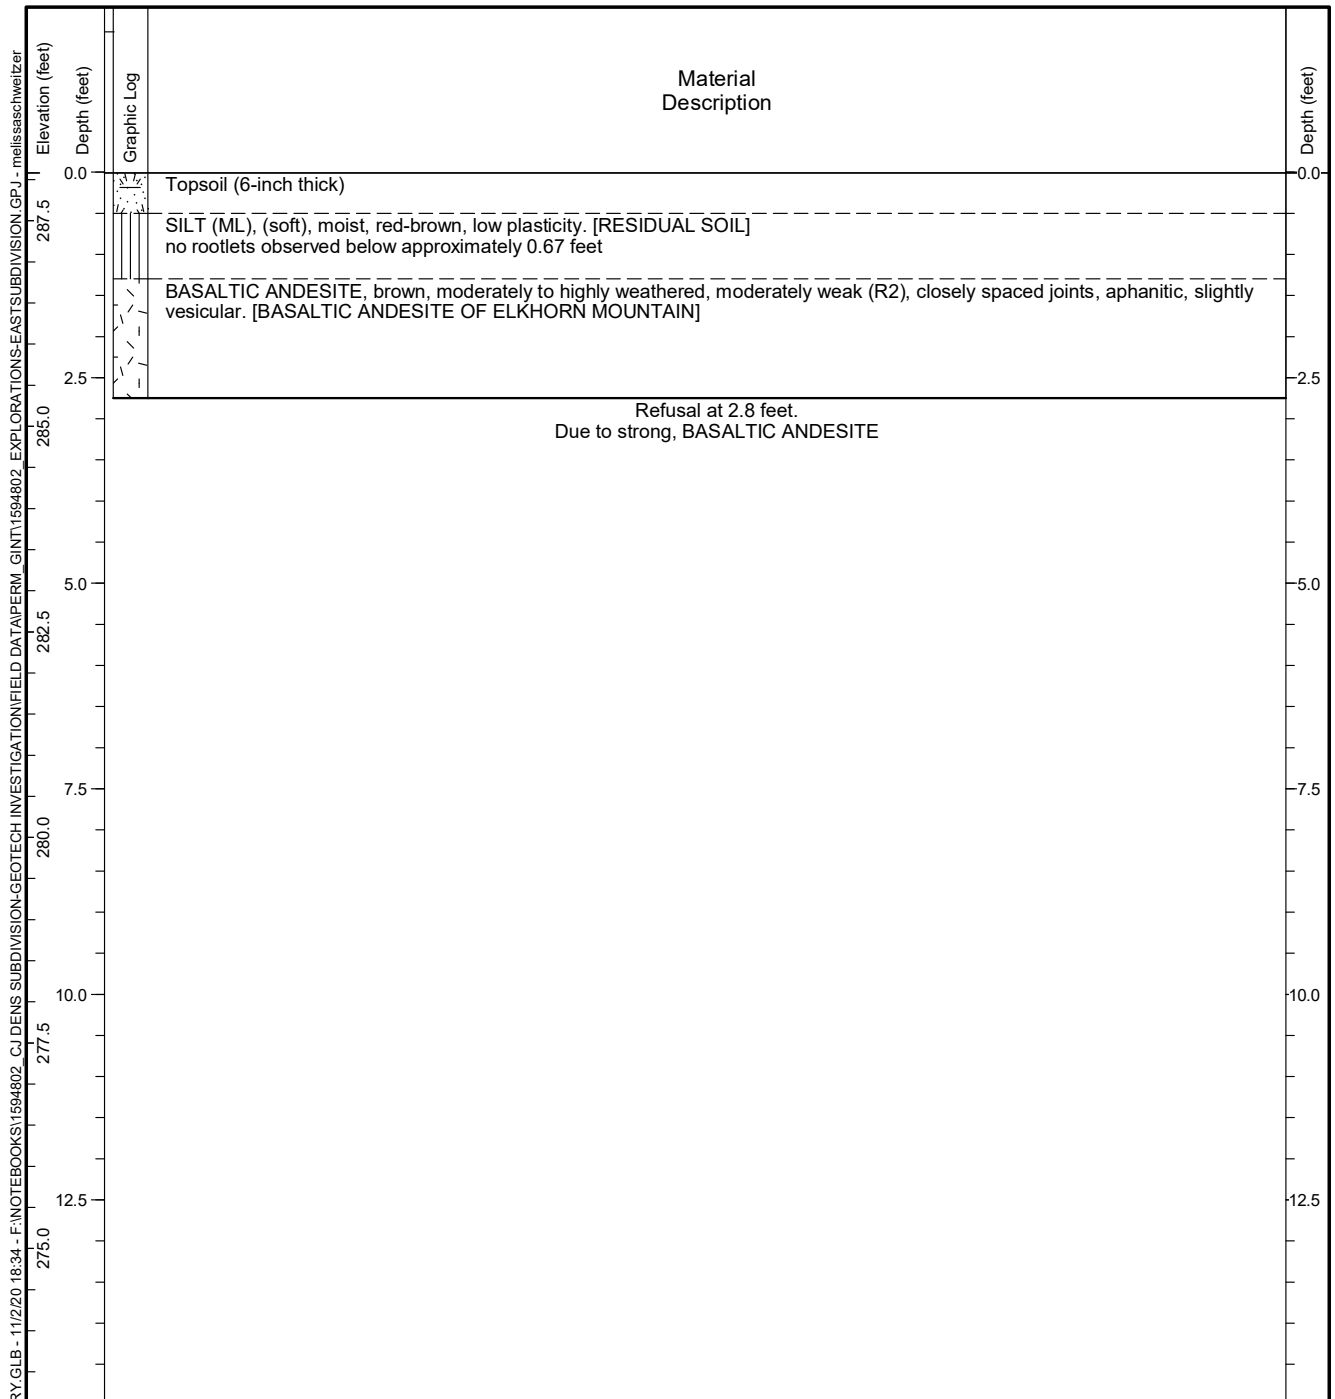 RY.GLB - 11/2/20 18:34 - F:\NOTEBOOKS\1594802_CJ DENS SUBDIVISION-GEOTECH INVESTIGATION\FIELD DATA\PERM_GINT\1594802_EXPLORATIONS-EASTSUBDIVISION.GPJ - melissaschweitzer
Elevation (feet)
Depth (feet)
Graphic Log
Material
Description
Depth (feet)
0.0
0.0
Topsoil (6-inch thick)
287.5
SILT (ML), (soft), moist, red-brown, low plasticity. [RESIDUAL SOIL]
no rootlets observed below approximately 0.67 feet
BASALTIC ANDESITE, brown, moderately to highly weathered, moderately weak (R2), closely spaced joints, aphanitic, slightly
vesicular. [BASALTIC ANDESITE OF ELKHORN MOUNTAIN]
2.5
2.5
285.0
Refusal at 2.8 feet.
Due to strong, BASALTIC ANDESITE
5.0
5.0
282.5
7.5
7.5
280.0
10.0
10.0
277.5
12.5
12.5
275.0